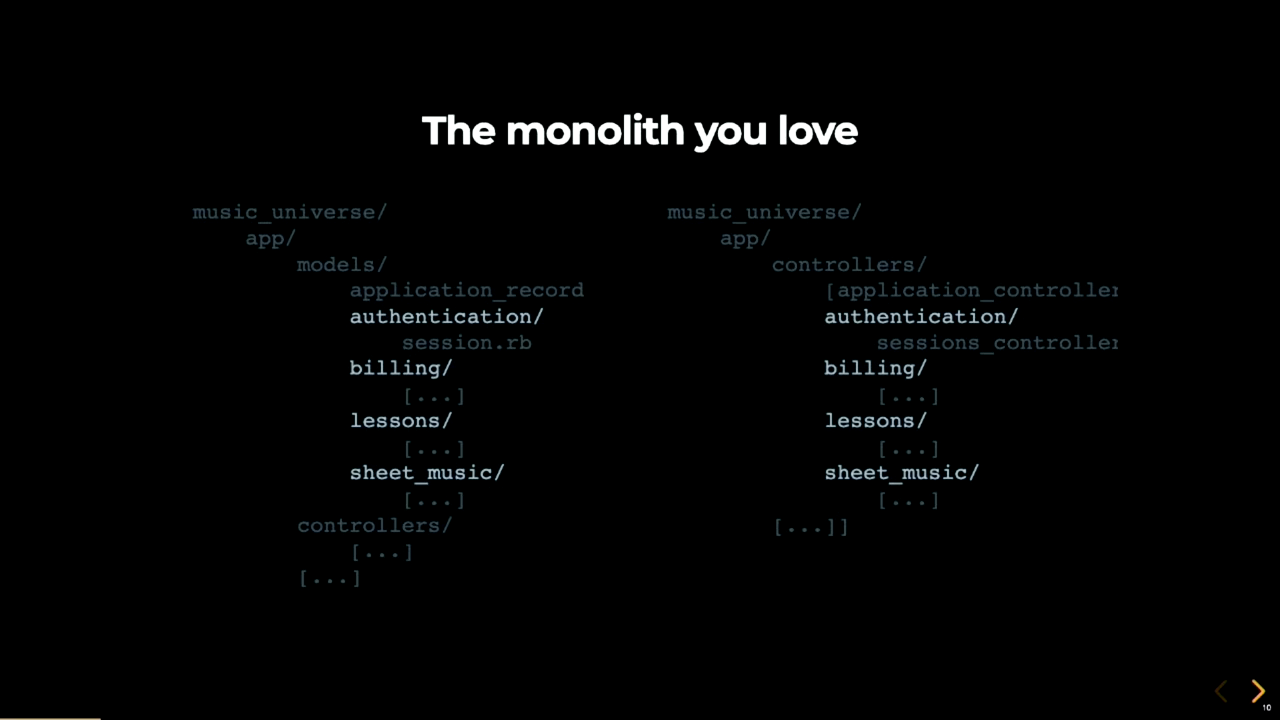 The monolith you love
music_universe/
app/
models/
application_record
authentication/
session.rb
billing/
[...]
lessons/
[...]
sheet_music/
[...]
controllers/
[...]
[...]
music_universe/
app/
controllers/
[application_controller
authentication/
sessions_controller
billing/
[...]
lessons/
[...]
sheet_music/
[...]
[...]]
10